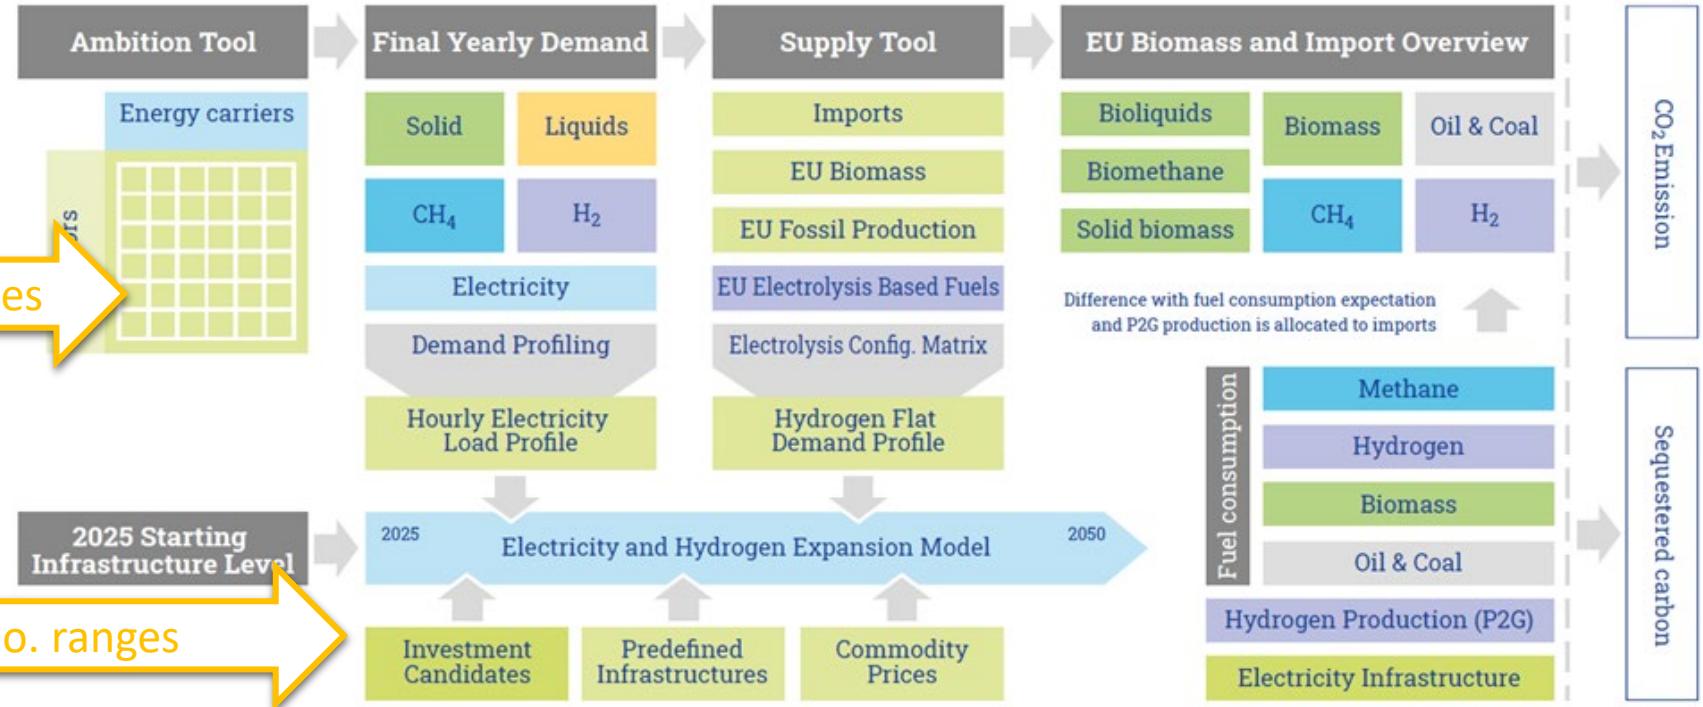 Ambition Tool
Energy carriers
ors
es
Final Yearly Demand
Solid
Liquids
CH₄
H₂
Electricity
Demand Profiling
Hourly Electricity
Load Profile
Supply Tool
Imports
EU Biomass
EU Fossil Production
EU Electrolysis Based Fuels
Electrolysis Config. Matrix
Hydrogen Flat
Demand Profile
EU Biomass and Import Overview
Bioliquids
Biomethane
Solid biomass
Biomass
Oil & Coal
CH₄
H₂
Difference with fuel consumption expectation
and P2G production is allocated to imports
2025 Starting
Infrastructure Level
2025
Electricity and Hydrogen Expansion Model
2050
o. ranges
Investment
Candidates
Predefined
Infrastructures
Commodity
Prices
Fuel consumption
Methane
Hydrogen
Biomass
Oil & Coal
Hydrogen Production (P2G)
Electricity Infrastructure
CO₂ Emission
Sequestered carbon